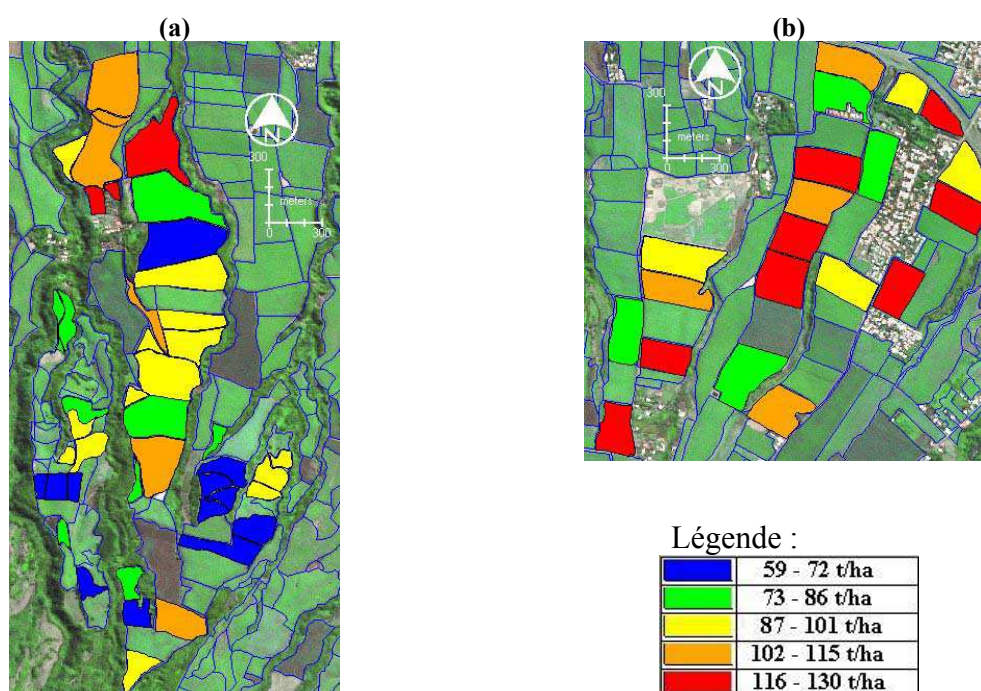 (a)
(b)
N
300
meters
0 300
N
300
meters
0 300
Légende :
59 - 72 t/ha
73 - 86 t/ha
87 - 101 t/ha
102 - 115 t/ha
116 - 130 t/ha